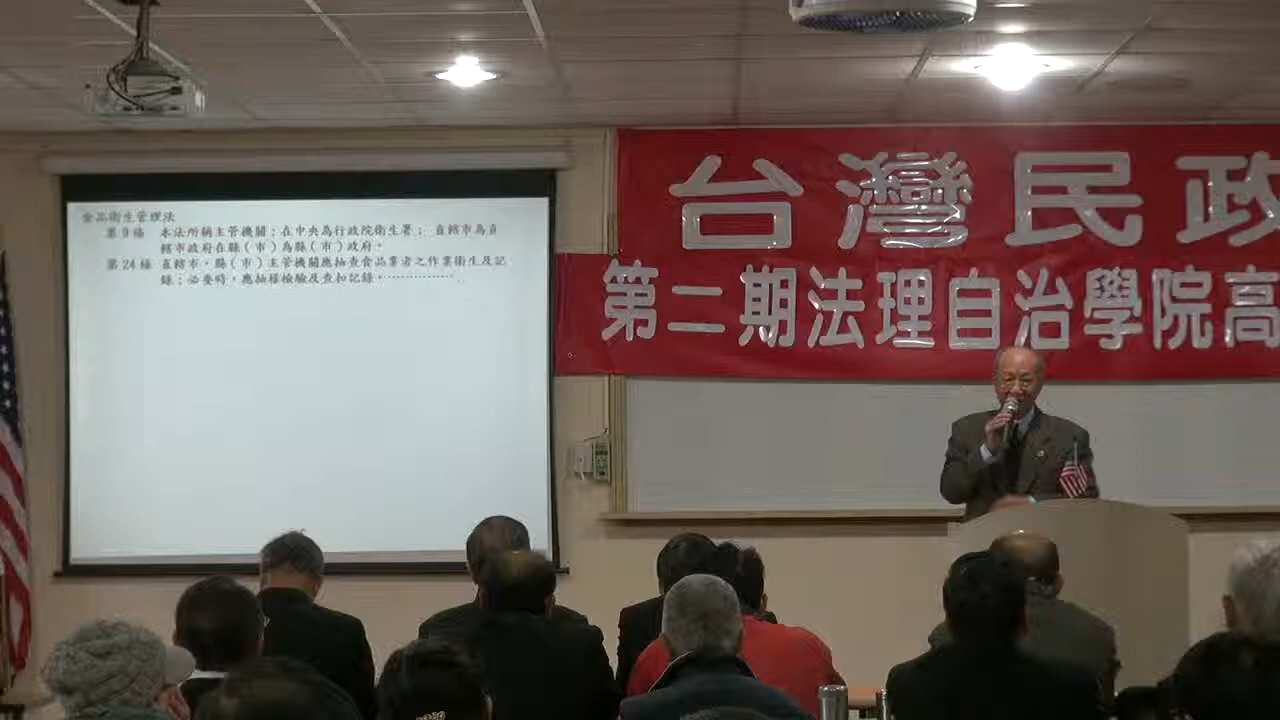 食品衛生管理法
第9條 本法所稱主管機關：在中央為行政院衛生署； 直轄市為直
轄市政府在縣(市)為縣(市)政府。
第24條 直轄市、縣(市)主管機關應抽查食品業者之作業衛生及記
錄；必要時，應抽樣檢驗及查扣記錄。………………
台灣民政
第二期法理自治學院高